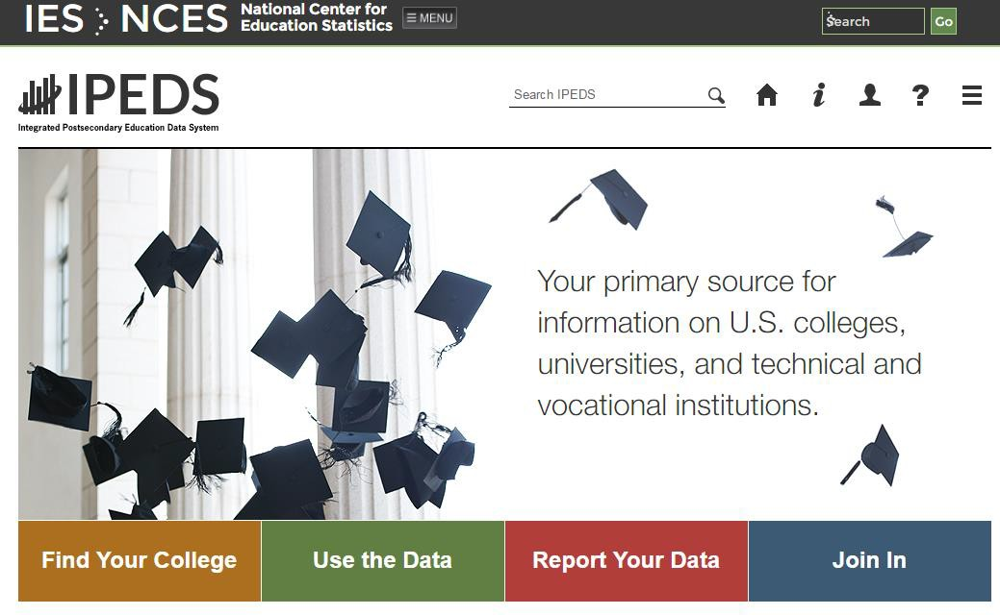 IES NCES National Center for
Education Statistics
MENU
Search
Go
IPEDS
Integrated Postsecondary Education Data System
Search IPEDS
Your primary source for
information on U.S. colleges,
universities, and technical and
vocational institutions.
Find Your College
Use the Data
Report Your Data
Join In